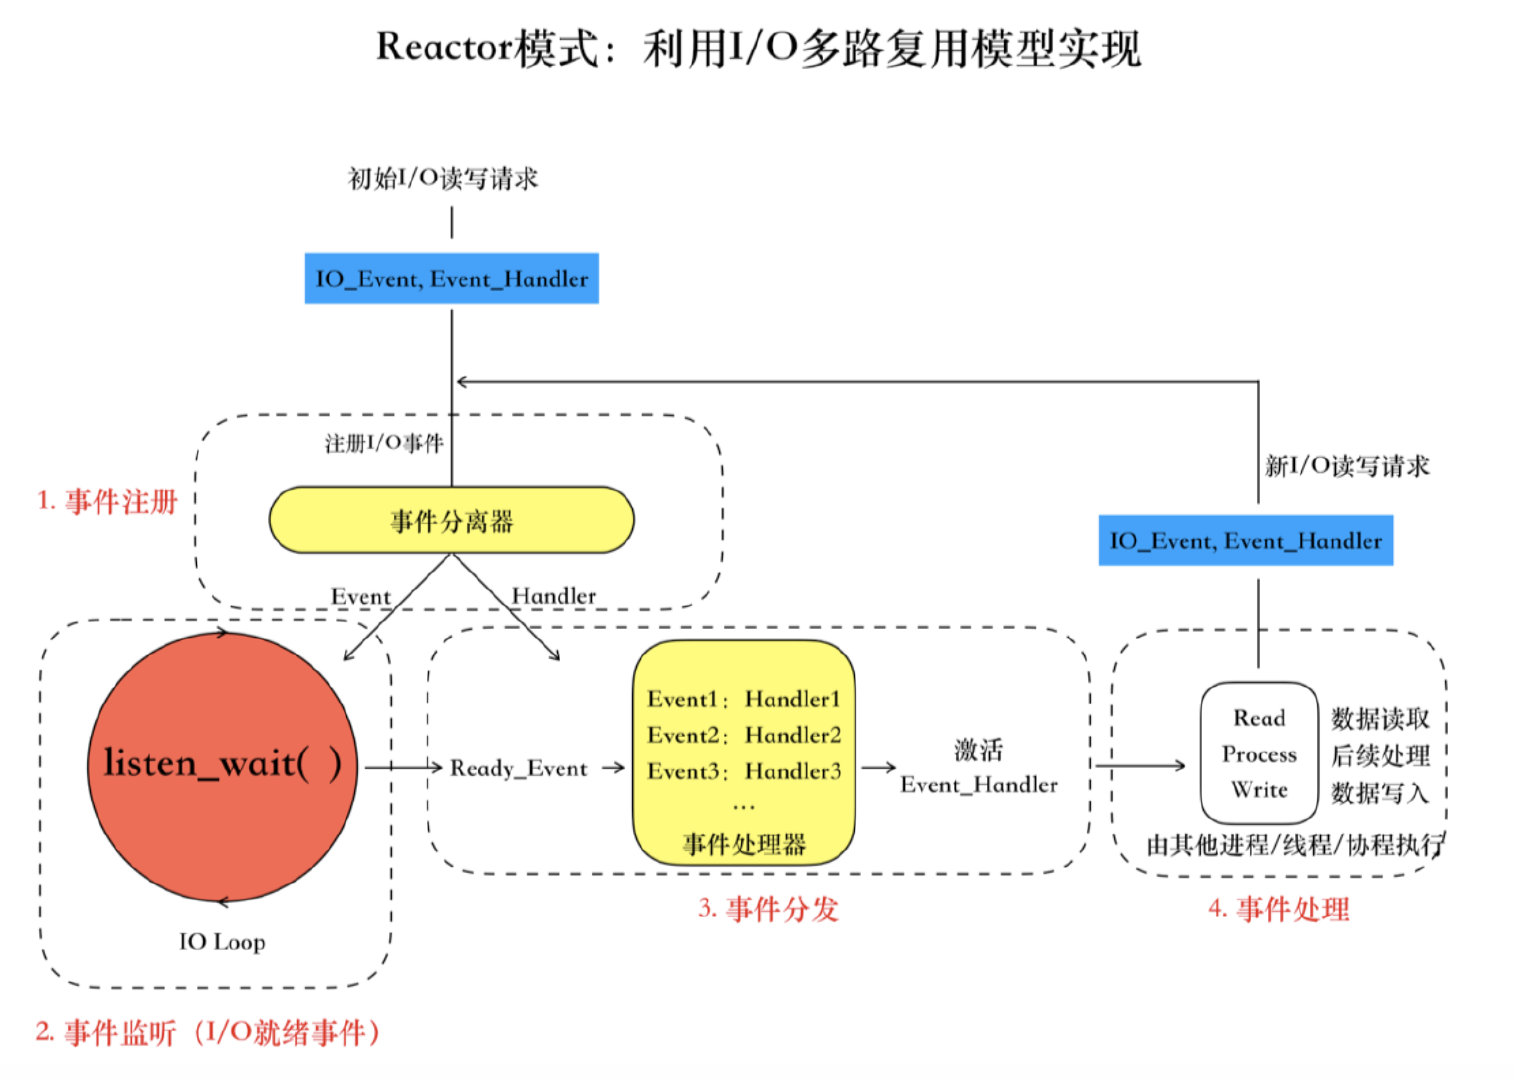 Reactor模式：利用I/O多路复用模型实现
初始I/O读写请求
IO_Event, Event_Handler
注册I/O事件
1. 事件注册
事件分离器
Event
Handler
新I/O读写请求
IO_Event, Event_Handler
listen_wait( )
IO Loop
2. 事件监听（I/O就绪事件）
Ready_Event
Event1： Handler1
Event2： Handler2
Event3： Handler3
...
事件处理器
激活
Event_Handler
3. 事件分发
Read
Process
Write
数据读取
后续处理
数据写入
由其他进程/线程/协程执行
4. 事件处理